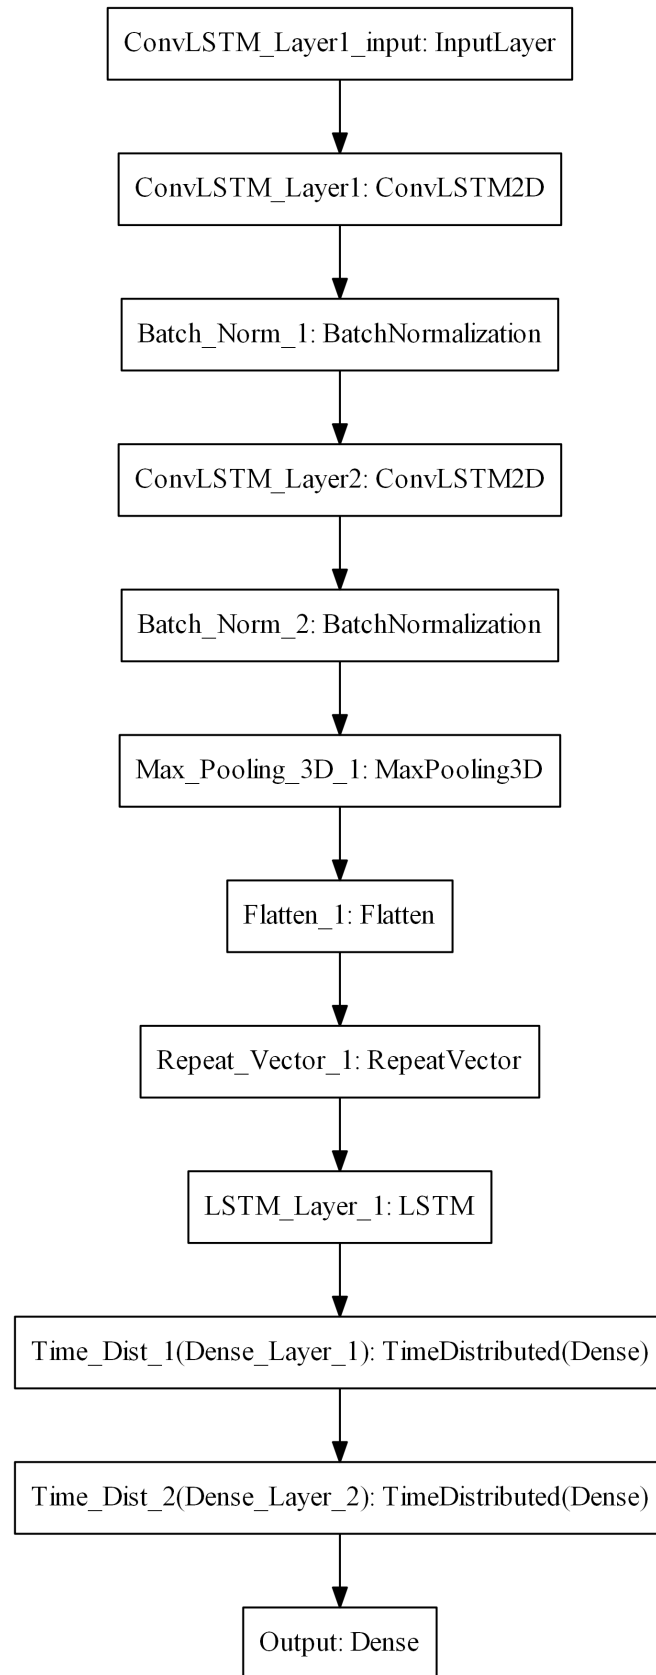 ConvLSTM_Layer1_input: InputLayer
ConvLSTM_Layer1: ConvLSTM2D
Batch_Norm_1: BatchNormalization
ConvLSTM_Layer2: ConvLSTM2D
Batch_Norm_2: BatchNormalization
Max_Pooling_3D_1: MaxPooling3D
Flatten_1: Flatten
Repeat_Vector_1: RepeatVector
LSTM_Layer_1: LSTM
Time_Dist_1(Dense_Layer_1): TimeDistributed(Dense)
Time_Dist_2(Dense_Layer_2): TimeDistributed(Dense)
Output: Dense